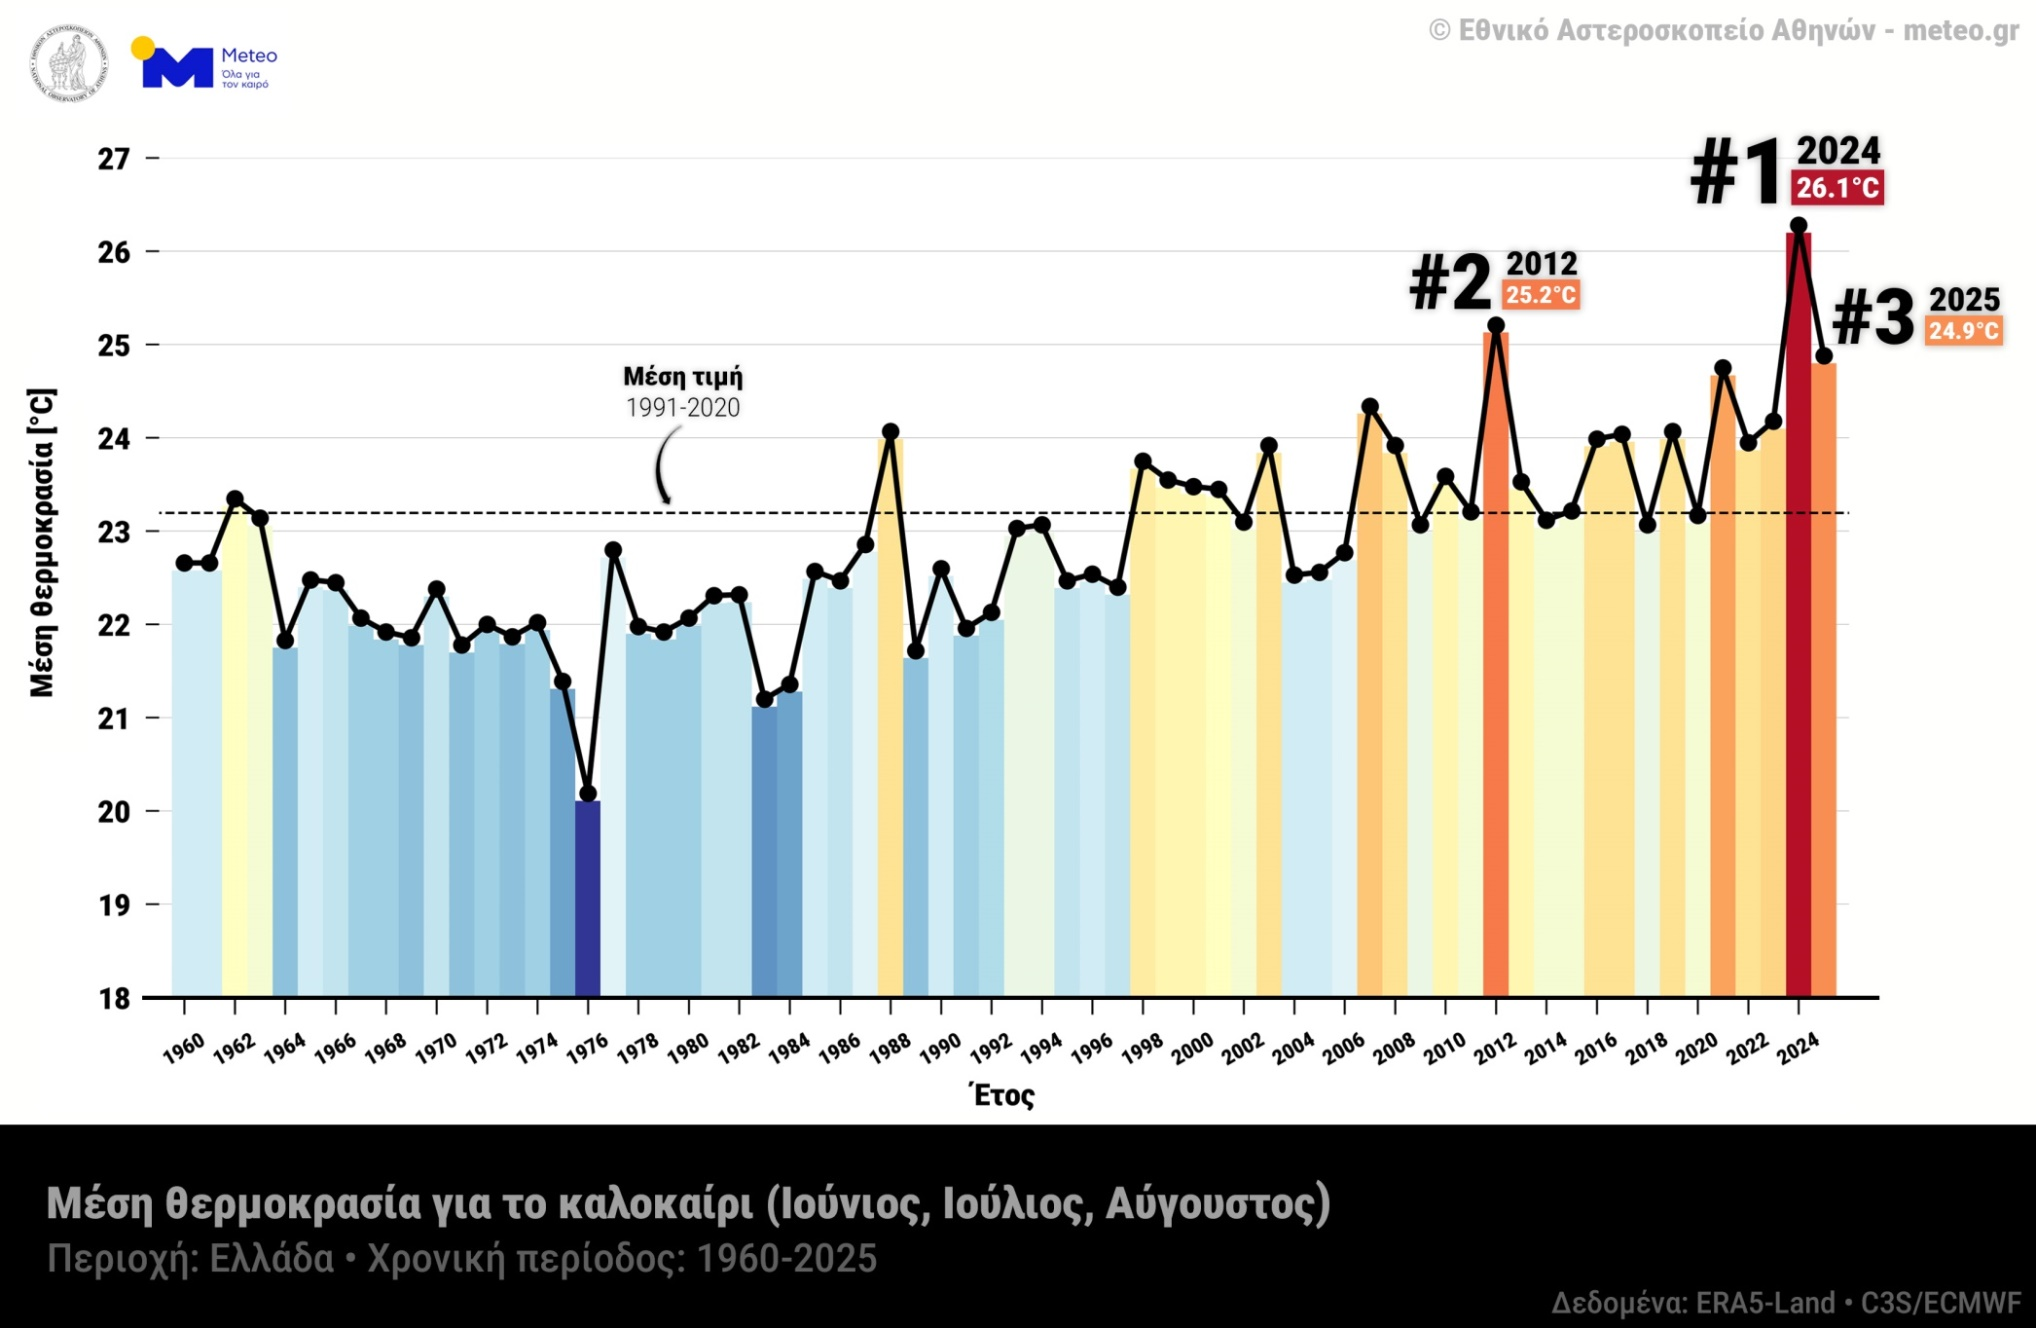 © Εθνικό Αστεροσκοπείο Αθηνών - meteo.gr
Meteo
Όλα για
τον καιρό
#1
2024
26.1°C
#2
2012
25.2°C
#3
2025
24.9°C
Μέση τιμή
1991-2020
Μέση θερμοκρασία [°C]
27
26
25
24
23
22
21
20
19
18
1960 1962 1964 1966 1968 1970 1972 1974 1976 1978 1980 1982 1984 1986 1988 1990 1992 1994 1996 1998 2000 2002 2004 2006 2008 2010 2012 2014 2016 2018 2020 2022 2024
Έτος
Μέση θερμοκρασία για το καλοκαίρι (Ιούνιος, Ιούλιος, Αύγουστος)
Περιοχή: Ελλάδα • Χρονική περίοδος: 1960-2025
Δεδομένα: ERA5-Land • C3S/ECMWF